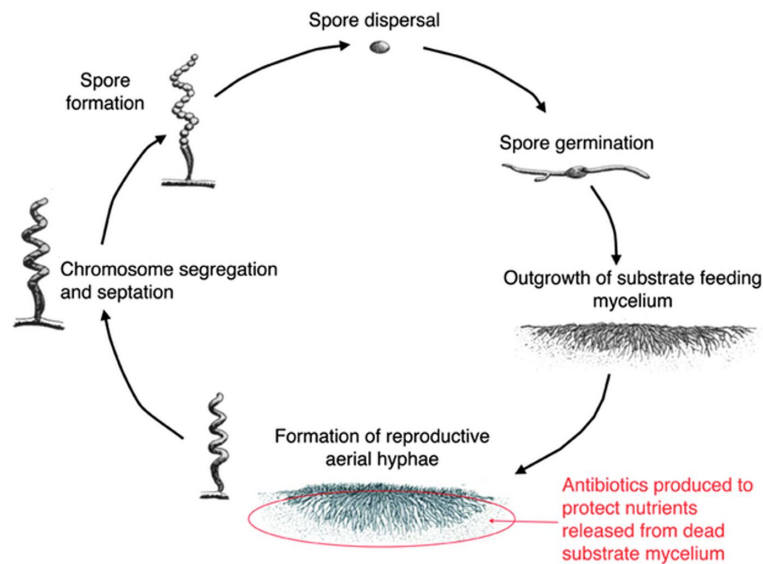 Spore dispersal
Spore
formation
Spore germination
Outgrowth of substrate feeding
mycelium
Chromosome segregation
and septation
Formation of reproductive
aerial hyphae
Antibiotics produced to
protect nutrients
released from dead
substrate mycelium